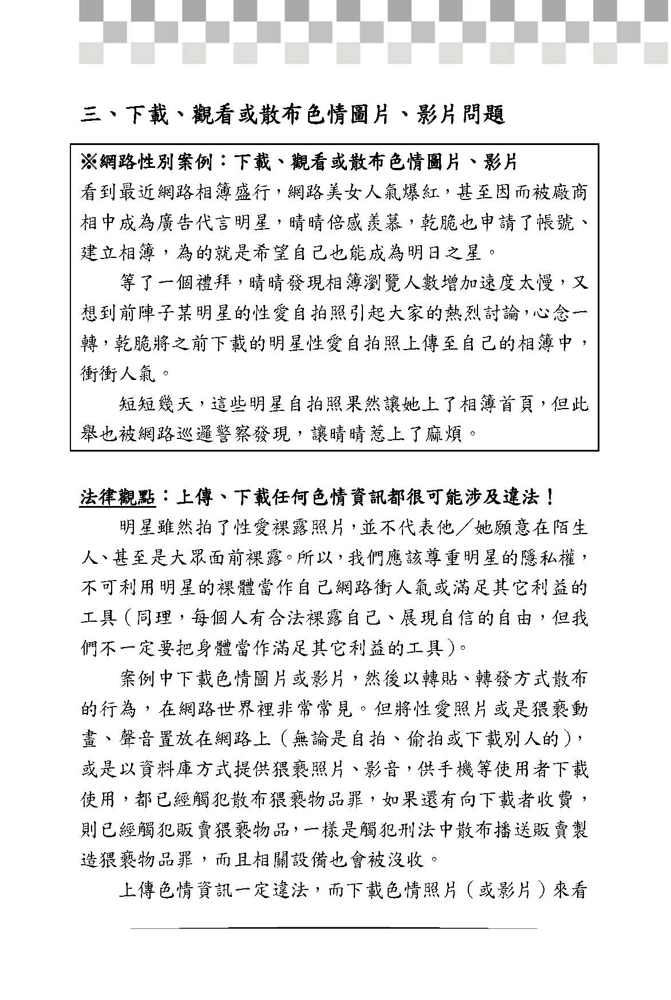 三、下載、觀看或散布色情圖片、影片問題
※網路性別案例：下載、觀看或散布色情圖片、影片
看到最近網路相簿盛行，網路美女人氣爆紅，甚至因而被廠商
相中成為廣告代言明星，晴晴倍感羨慕，乾脆也申請了帳號、
建立相簿，為的就是希望自己也能成為明日之星。
等了一個禮拜，晴晴發現相簿瀏覽人數增加速度太慢，又
想到前陣子某明星的性愛自拍照引起大家的熱烈討論，心念一
轉，乾脆將之前下載的明星性愛自拍照上傳至自己的相簿中，
衝衝人氣。
短短幾天，這些明星自拍照果然讓她上了相簿首頁，但此
舉也被網路巡邏警察發現，讓晴晴惹上了麻煩。
法律觀點：上傳、下載任何色情資訊都很可能涉及違法！
明星雖然拍了性愛裸露照片，並不代表他／她願意在陌生
人、甚至是大眾面前裸露。所以，我們應該尊重明星的隱私權，
不可利用明星的裸體當作自己網路衝人氣或滿足其它利益的
工具（同理，每個人有合法裸露自己、展現自信的自由，但我
們不一定要把身體當作滿足其它利益的工具）。
案例中下載色情圖片或影片，然後以轉貼、轉發方式散布
的行為，在網路世界裡非常常見。但將性愛照片或是猥褻動
畫、聲音置放在網路上（無論是自拍、偷拍或下載別人的），
或是以資料庫方式提供猥褻照片、影音，供手機等使用者下載
使用，都已經觸犯散布猥褻物品罪，如果還有向下載者收費，
則已經觸犯販賣猥褻物品，一樣是觸犯刑法中散布播送販賣製
造猥褻物品罪，而且相關設備也會被沒收。
上傳色情資訊一定違法，而下載色情照片（或影片）來看